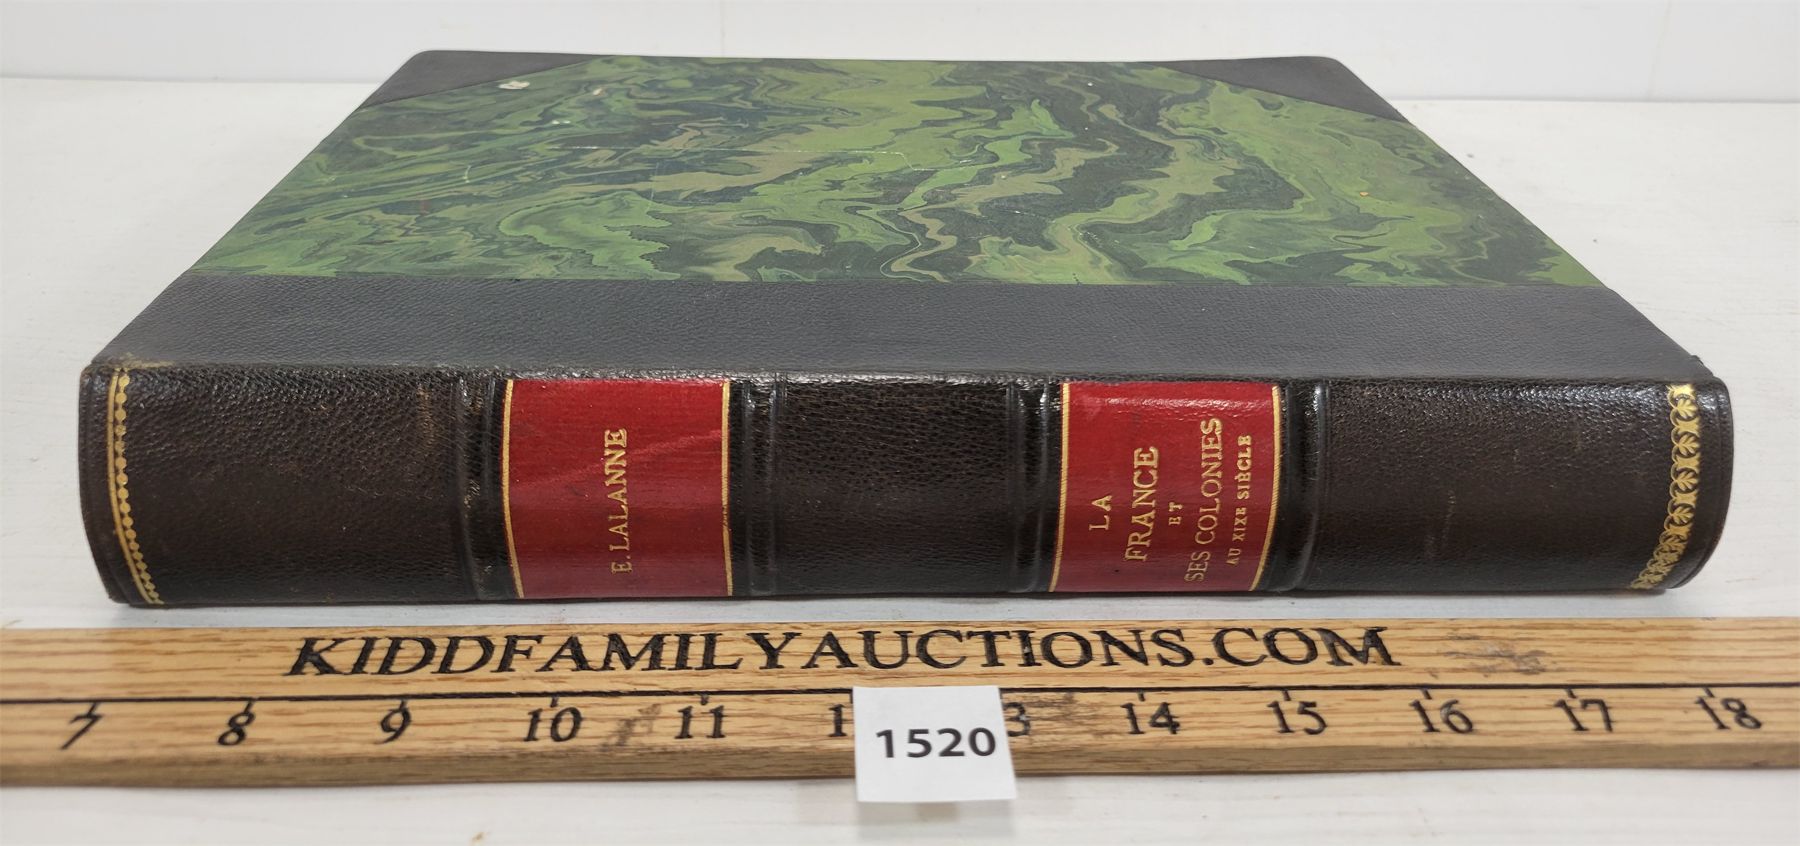 E. LALANNE
LA
FRANCE
ET
SES COLONIES
AU XIXE SIÈCLE
KIDDFAMILYAUCTIONS.COM
7 8 9 10 11 1 3 14 15 16 17 18
1520